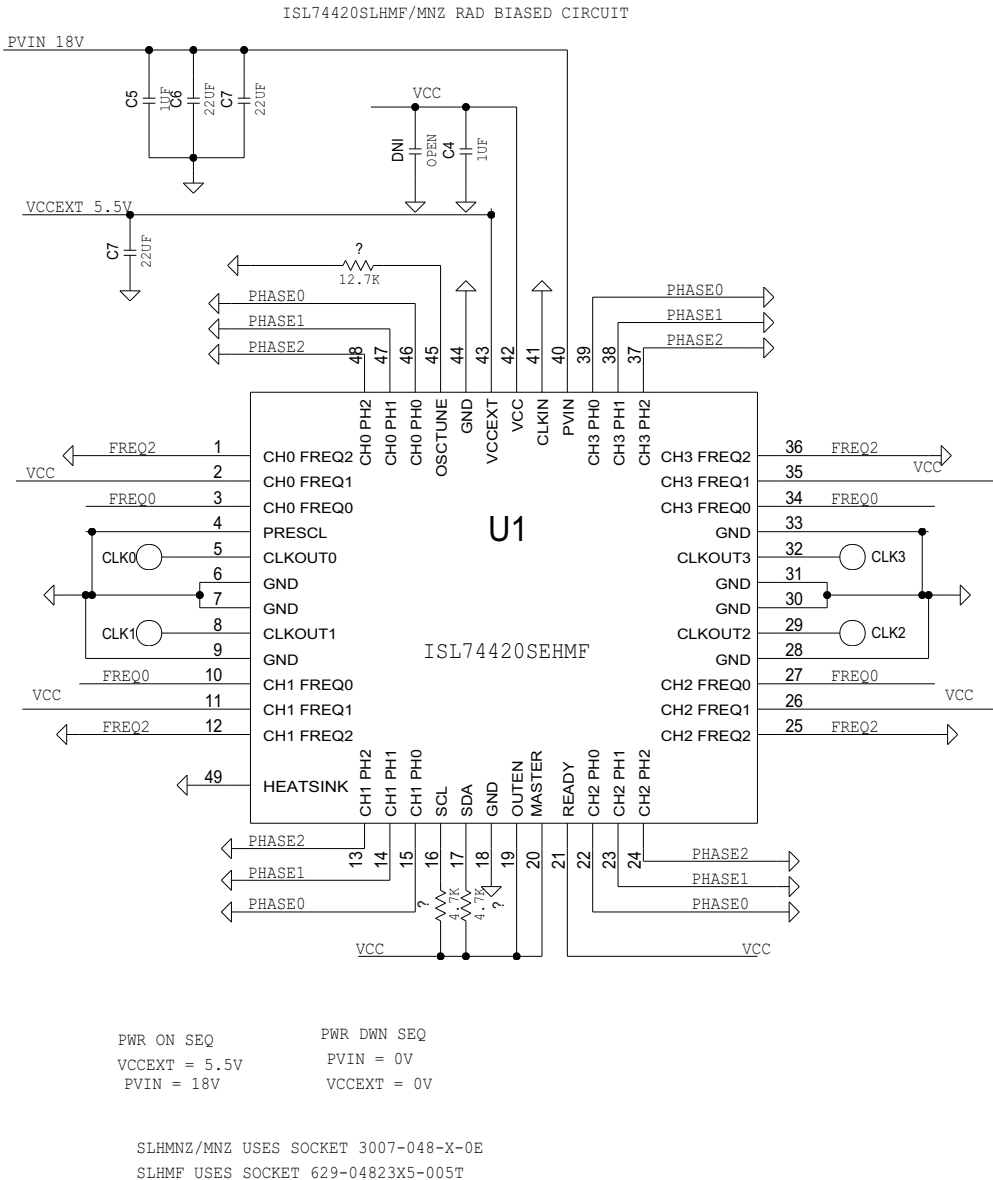 ISL74420SLHMF/MNZ RAD BIASED CIRCUIT
PVIN 18V
C5
1UF
C6
22UF
C7
22UF
VCC
DNI
OPEN
C4
1UF
VCCEXT 5.5V
C7
22UF
?
12.7K
PHASE0
PHASE1
PHASE2
PHASE0
PHASE1
PHASE2
48
47
46
45
44
43
42
41
40
39
38
37
CH0 PH2
CH0 PH1
CH0 PH0
OSCTUNE
GND
VCCEXT
VCC
CLKIN
PVIN
CH3 PH0
CH3 PH1
CH3 PH2
FREQ2 1 CH0 FREQ2
VCC 2 CH0 FREQ1
FREQ0 3 CH0 FREQ0
4 PRESCL
CLK0 5 CLKOUT0
6 GND
7 GND
CLK1 8 CLKOUT1
9 GND
FREQ0 10 CH1 FREQ0
VCC 11 CH1 FREQ1
FREQ2 12 CH1 FREQ2
49 HEATSINK
U1
ISL74420SEHMF
CH3 FREQ2 36 FREQ2
CH3 FREQ1 35 VCC
CH3 FREQ0 34 FREQ0
GND 33
CLKOUT3 32 CLK3
GND 31
GND 30
CLKOUT2 29 CLK2
GND 28
CH2 FREQ0 27 FREQ0
CH2 FREQ1 26 VCC
CH2 FREQ2 25 FREQ2
CH1 PH2
CH1 PH1
CH1 PH0
SCL
SDA
GND
OUTEN
MASTER
READY
CH2 PH0
CH2 PH1
CH2 PH2
13
14
15
16
17
18
19
20
21
22
23
24
PHASE2
PHASE1
PHASE0
?
4.7K
4.7K
?
PHASE2
PHASE1
PHASE0
VCC
VCC
PWR ON SEQ
VCCEXT = 5.5V
PVIN = 18V
PWR DWN SEQ
PVIN = 0V
VCCEXT = 0V
SLHMNZ/MNZ USES SOCKET 3007-048-X-0E
SLHMF USES SOCKET 629-04823X5-005T